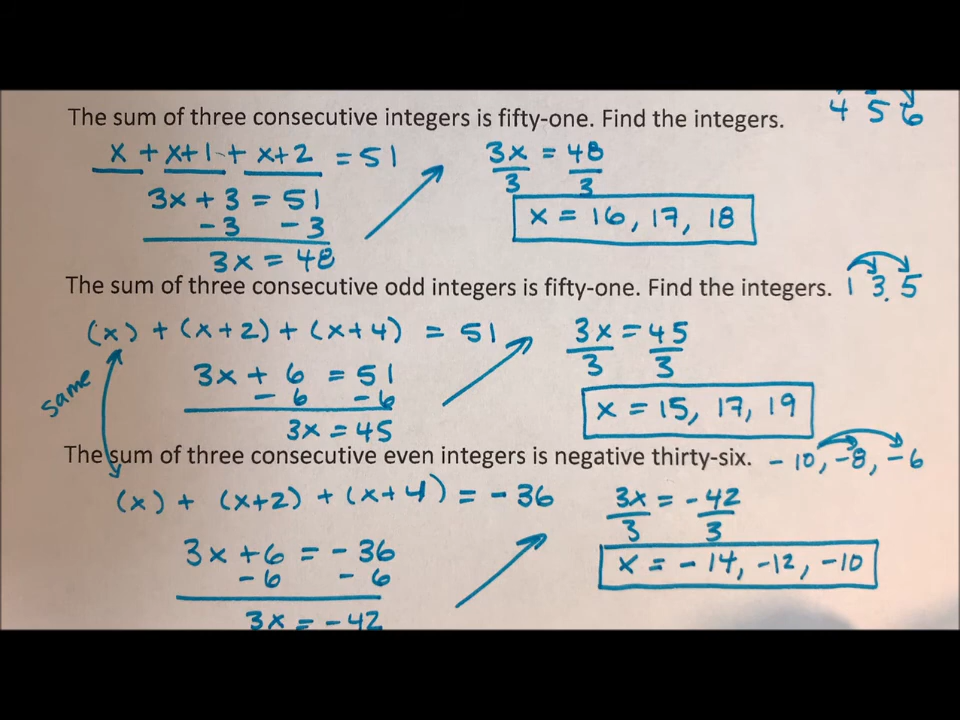 The sum of three consecutive integers is fifty-one. Find the integers. 4 5 6
x + x+1 + x+2 = 51
3x + 3 = 51
- 3 - 3
3x = 48
3x = 48
3 3
x = 16, 17, 18
The sum of three consecutive odd integers is fifty-one. Find the integers. 1 3, 5
(x) + (x+2) + (x+4) = 51
same
3x + 6 = 51
- 6 - 6
3x = 45
3x = 45
3 3
x = 15, 17, 19
The sum of three consecutive even integers is negative thirty-six. - 10, -8, -6
(x) + (x+2) + (x+4) = - 36
3x +6 = - 36
- 6 - 6
3x = - 42
3x = - 42
3 3
x = - 14, -12, -10